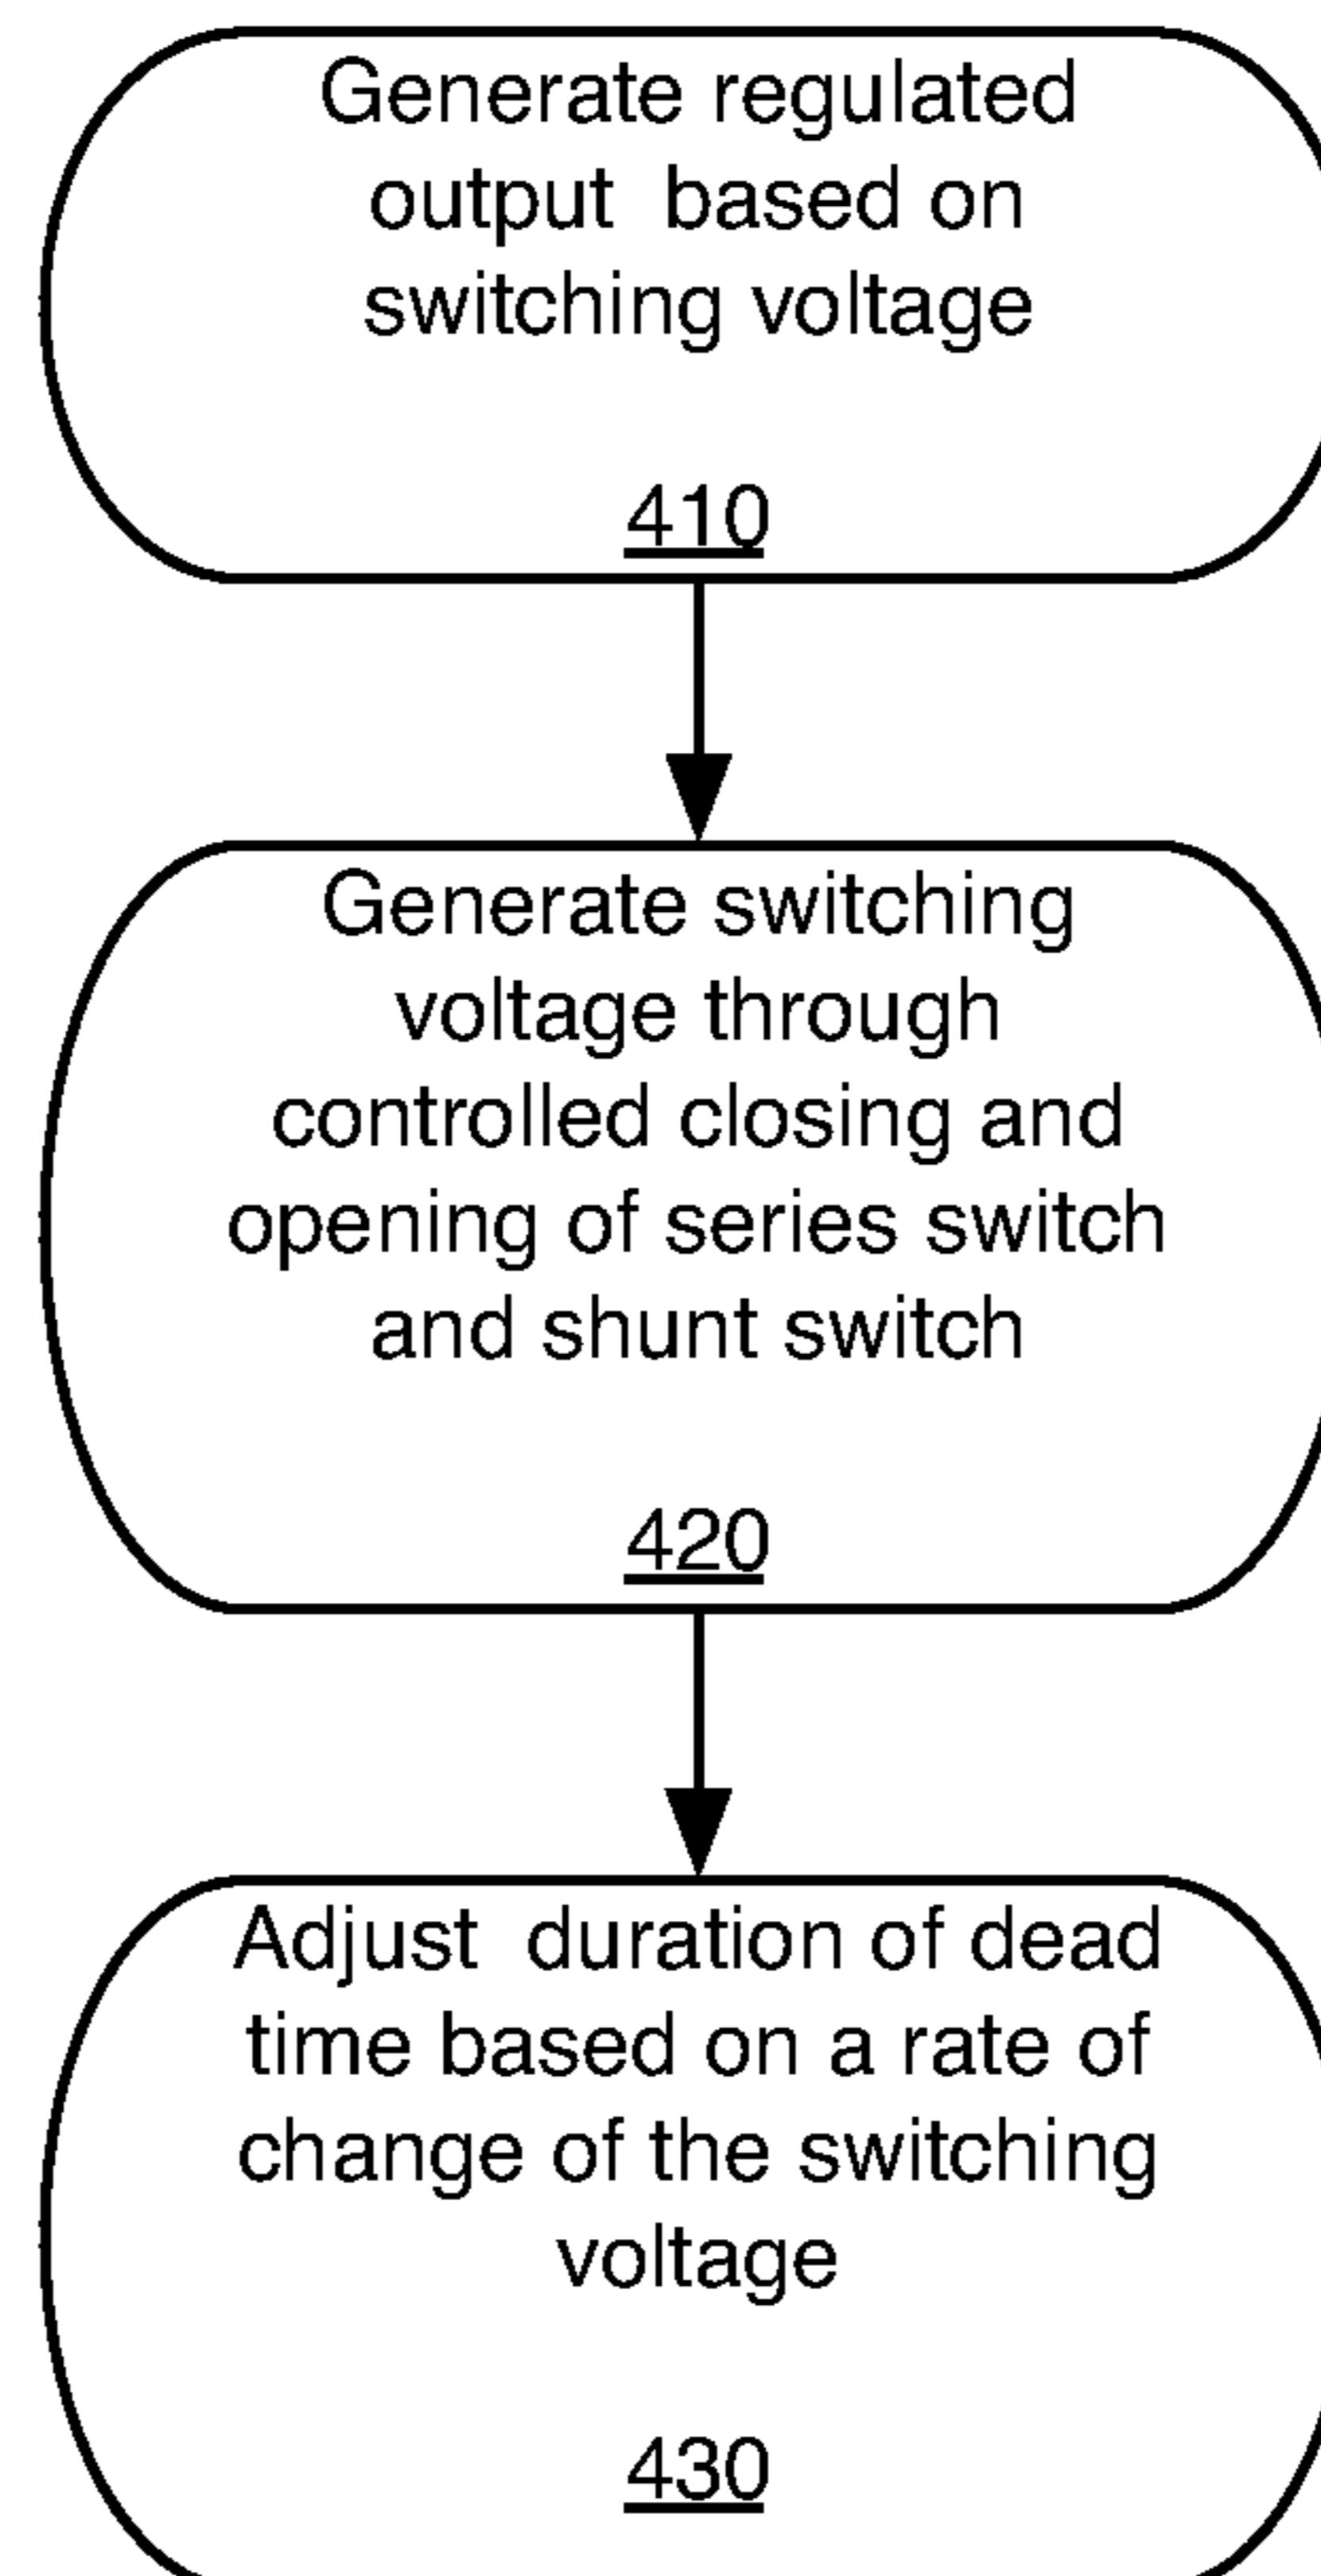 Generate regulated
output based on
switching voltage
410
Generate switching
voltage through
controlled closing and
opening of series switch
and shunt switch
420
Adjust duration of dead
time based on a rate of
change of the switching
voltage
430